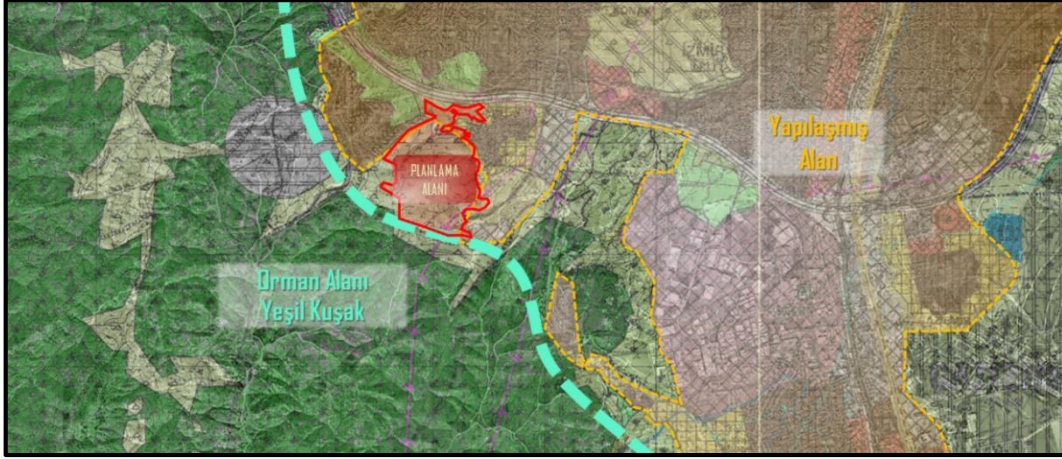 Yapılaşmış
Alan
PLANLAMA
ALANI
Orman Alanı
Yeşil Kuşak